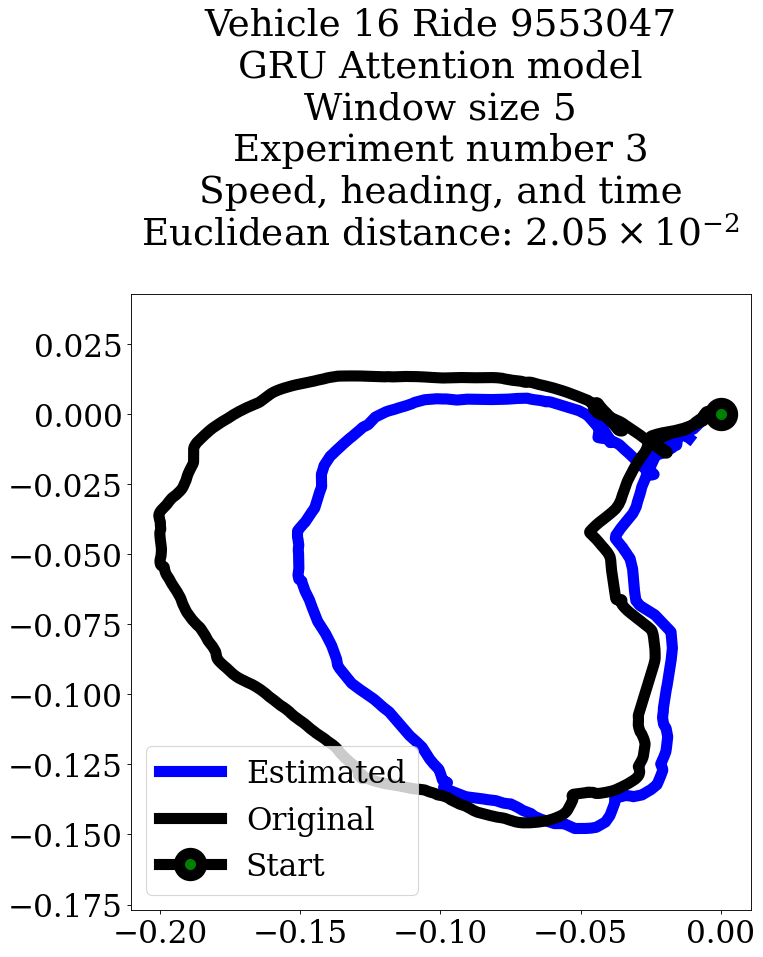 Vehicle 16 Ride 9553047
GRU Attention model
Window size 5
Experiment number 3
Speed, heading, and time
Euclidean distance: 2.05 × 10⁻²
0.025
0.000
−0.025
−0.050
−0.075
−0.100
−0.125
−0.150
−0.175
Estimated
Original
Start
−0.20 −0.15 −0.10 −0.05 0.00